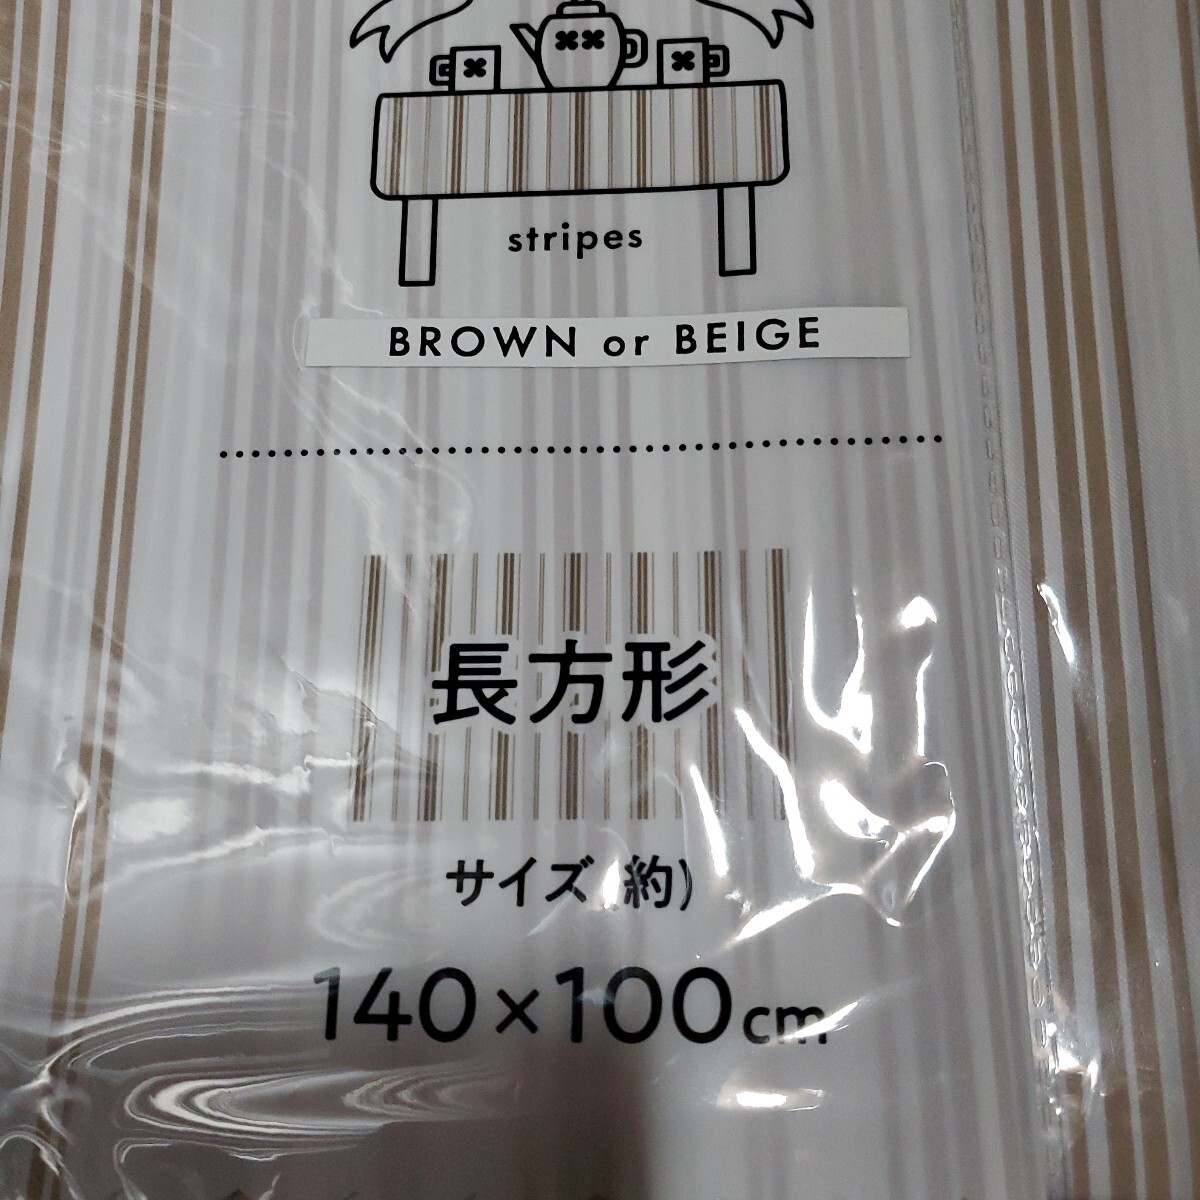 stripes
BROWN or BEIGE
長方形
サイズ(約)
140×100cm